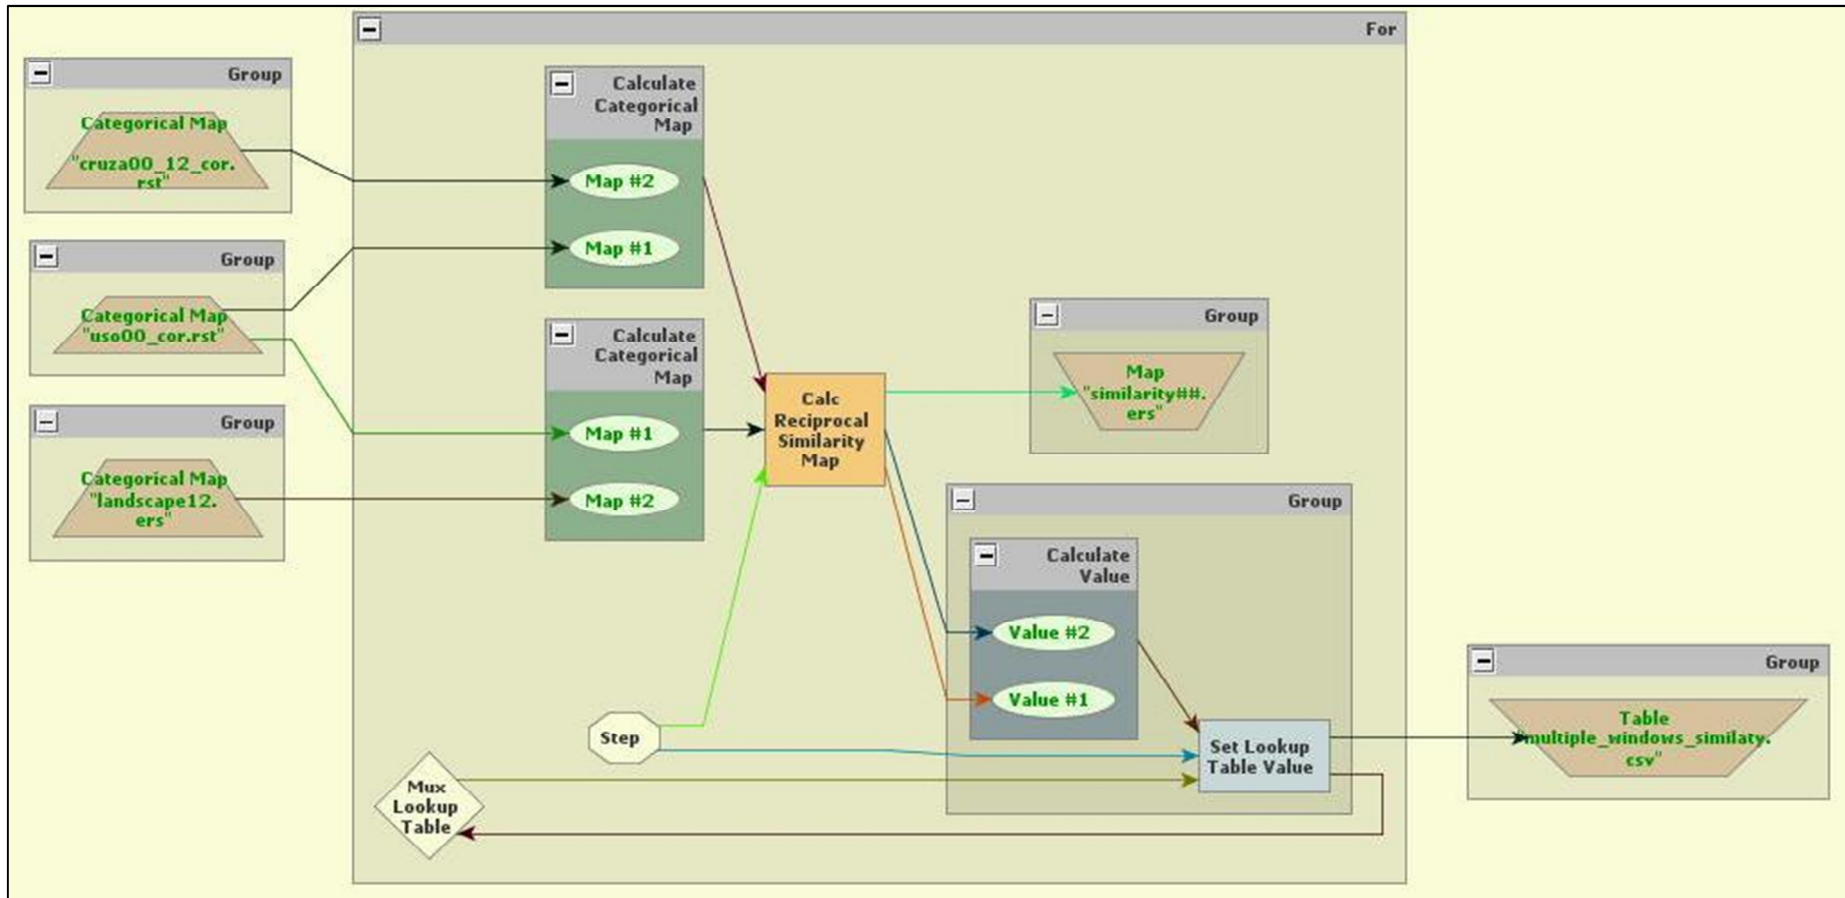 For
Group
Categorical Map
"cruza00_12_cor.
rst"
Group
Categorical Map
"uso00_cor.rst"
Group
Categorical Map
"landscape12.
ers"
Calculate
Categorical
Map
Map #2
Map #1
Calculate
Categorical
Map
Map #1
Map #2
Calc
Reciprocal
Similarity
Map
Group
Map
"similarity##.
ers"
Group
Calculate
Value
Value #2
Value #1
Step
Mux
Lookup
Table
Set Lookup
Table Value
Group
Table
"multiple_windows_similaty.
csv"